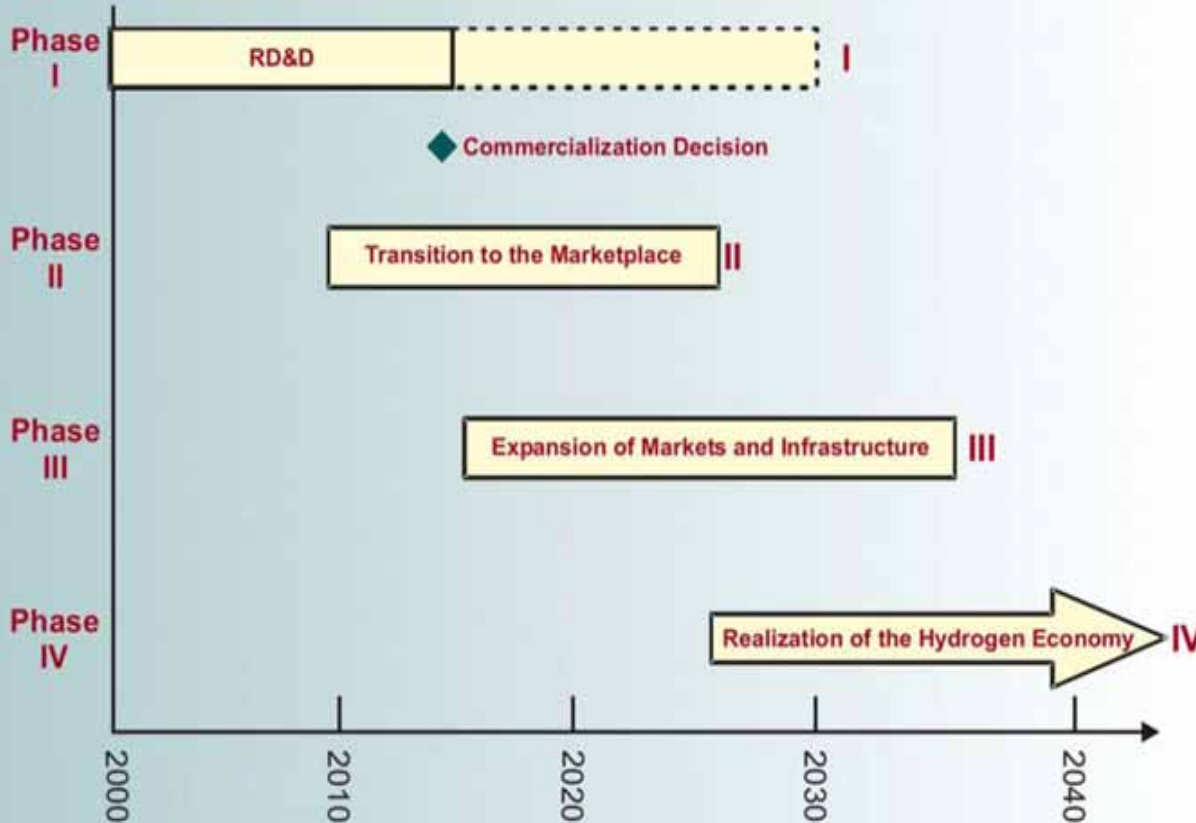 Phase
I
RD&D
I
Commercialization Decision
Phase
II
Transition to the Marketplace
II
Phase
III
Expansion of Markets and Infrastructure
III
Phase
IV
Realization of the Hydrogen Economy
IV
2000
2010
2020
2030
2040